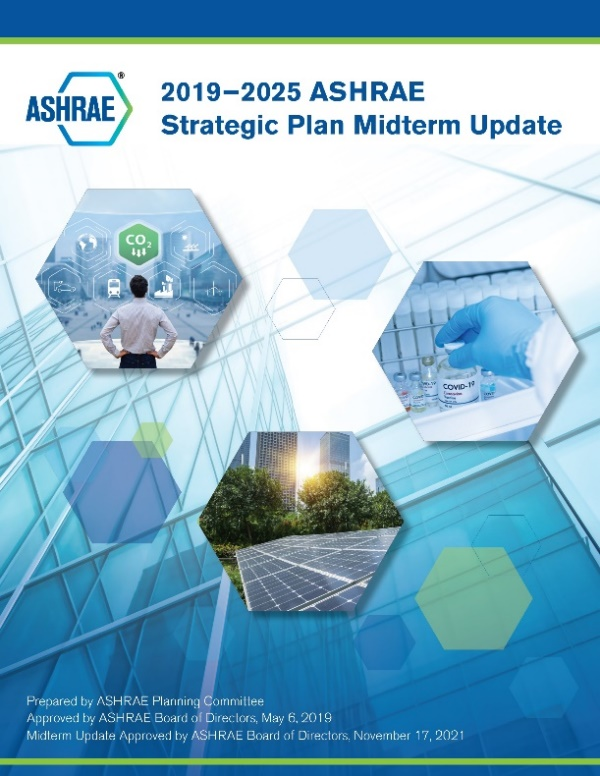 ASHRAE®
2019–2025 ASHRAE
Strategic Plan Midterm Update
CO2
COVID-19
Prepared by ASHRAE Planning Committee
Approved by ASHRAE Board of Directors, May 6, 2019
Midterm Update Approved by ASHRAE Board of Directors, November 17, 2021